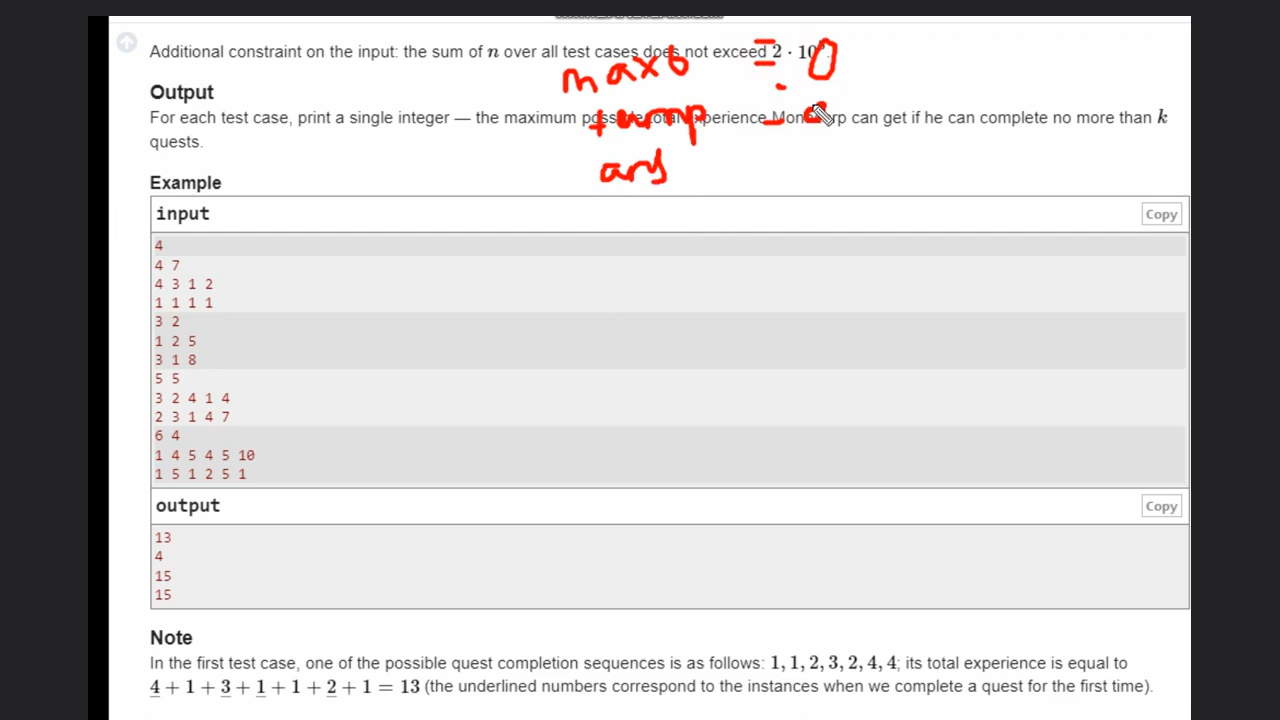 Additional constraint on the input: the sum of n over all test cases does not exceed 2 · 10
maxb = 0
Output
For each test case, print a single integer — the maximum possible total experience Monocarp can get if he can complete no more than k
temp =
quests.
ans
Example
input
Copy
4
4 7
4 3 1 2
1 1 1 1
3 2
1 2 5
3 1 8
5 5
3 2 4 1 4
2 3 1 4 7
6 4
1 4 5 4 5 10
1 5 1 2 5 1
output
Copy
13
4
15
15
Note
In the first test case, one of the possible quest completion sequences is as follows: 1, 1, 2, 3, 2, 4, 4; its total experience is equal to
4 + 1 + 3 + 1 + 1 + 2 + 1 = 13 (the underlined numbers correspond to the instances when we complete a quest for the first time).